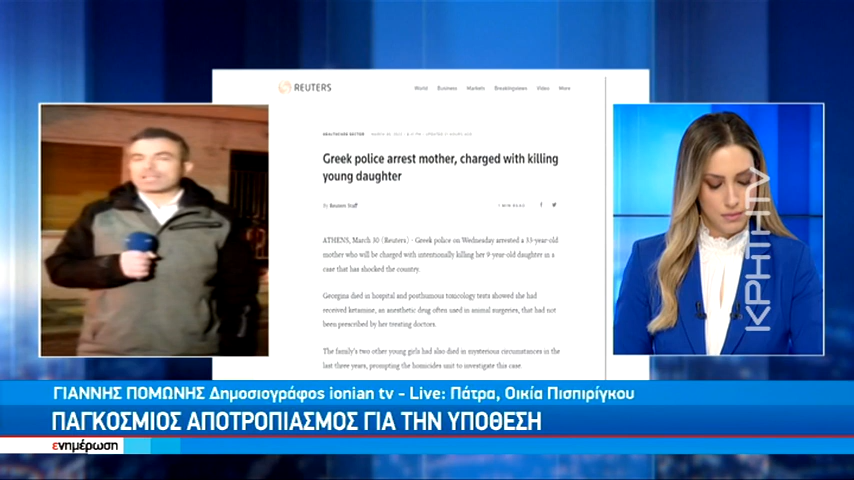 REUTERS
World Business Markets Breakingviews Video More
Greek police arrest mother, charged with killing
young daughter
By Reuters Staff
1 MIN READ
ATHENS, March 30 (Reuters) - Greek police on Wednesday arrested a 33-year-old
mother who will be charged with intentionally killing her 9-year-old daughter in a
case that has shocked the country.
Georgina died in hospital and posthumous toxicology tests showed she had
received ketamine, an anesthetic drug often used in animal surgeries, that had not
been prescribed by her treating doctors.
The family's two other young girls had also died in mysterious circumstances in the
last three years, prompting the homicides unit to investigate this case.
ΚΡΗΤΗ TV
ΓΙΑΝΝΗΣ ΠΟΜΩΝΗΣ Δημοσιογράφος ionian tv - Live: Πάτρα, Οικία Πισπιρίγκου
ΠΑΓΚΟΣΜΙΟΣ ΑΠΟΤΡΟΠΙΑΣΜΟΣ ΓΙΑ ΤΗΝ ΥΠΟΘΕΣΗ
ενημέρωση